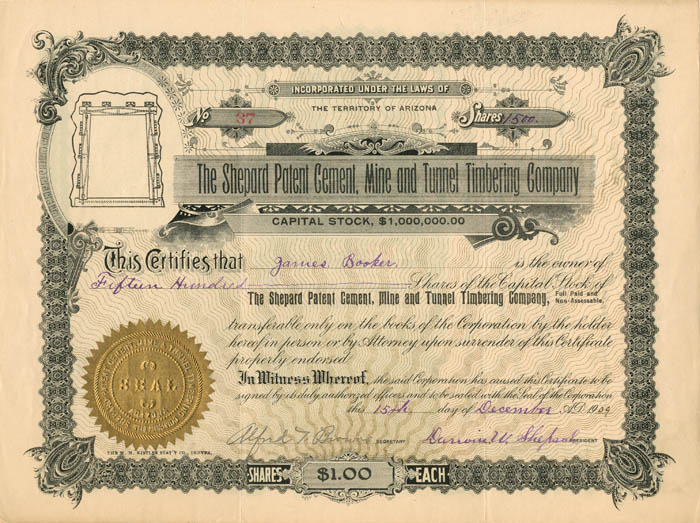 INCORPORATED UNDER THE LAWS OF
THE TERRITORY OF ARIZONA
No 37
Shares 1500.
The Shepard Patent Cement, Mine and Tunnel Timbering Company
CAPITAL STOCK, $1,000,000.00
This Certifies that James Booker is the owner of
Fifteen Hundred Shares of the Capital Stock of
The Shepard Patent Cement, Mine and Tunnel Timbering Company, Full Paid and Non-Assessable,
transferable only on the books of the Corporation by the holder
hereof in person or by Attorney upon surrender of this Certificate
properly endorsed.
In Witness Whereof, the said Corporation has caused this Certificate to be
signed by its duly authorized officers and to be sealed with the Seal of the Corporation
this 15th day of December A.D. 1909
SEAL
Alfred SECRETARY
PRESIDENT
SHARES $1.00 EACH